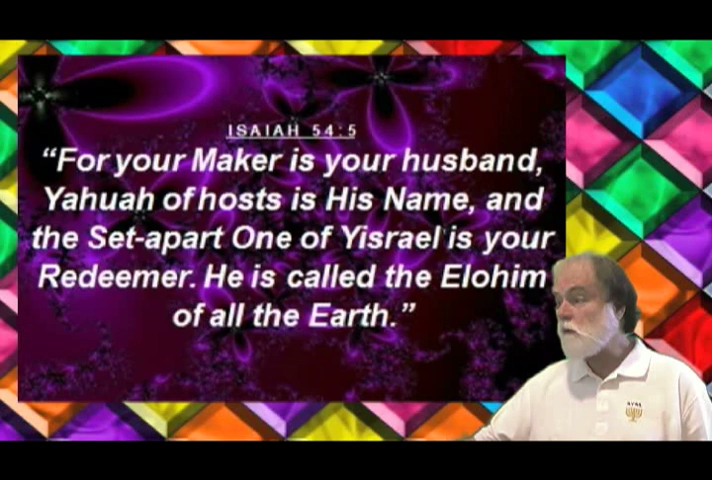 ISAIAH 54:5
“For your Maker is your husband,
Yahuah of hosts is His Name, and
the Set-apart One of Yisrael is your
Redeemer. He is called the Elohim
of all the Earth.”